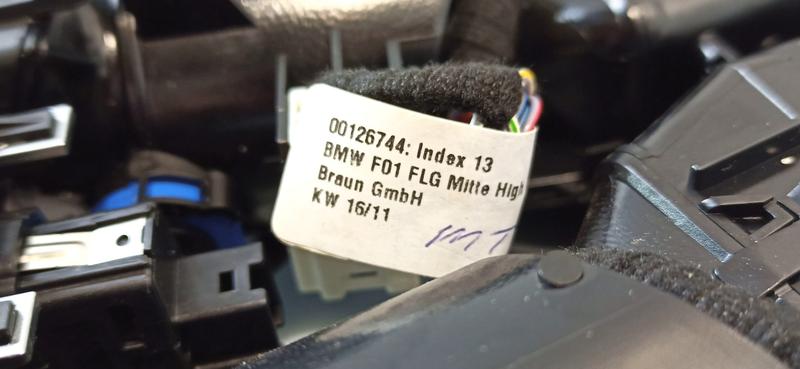 00126744: Index 13
BMW F01 FLG Mitte High
Braun GmbH
KW 16/11